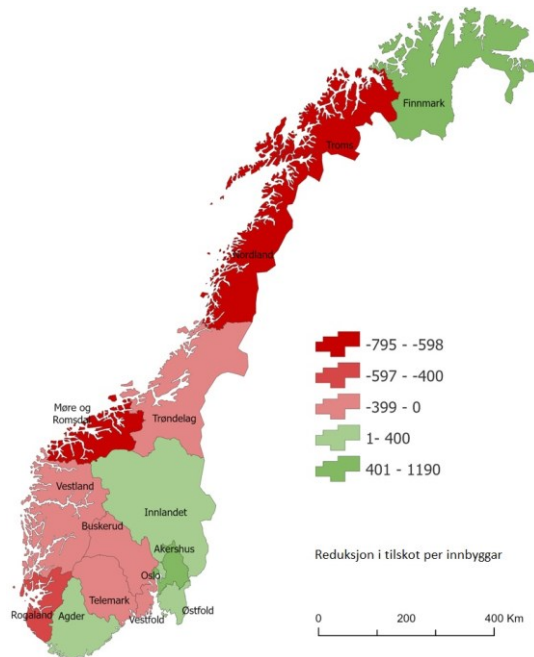 Finnmark
Troms
Nordland
-795 - -598
-597 - -400
-399 - 0
1- 400
401 - 1190
Møre og
Romsdal
Trøndelag
Vestland
Innlandet
Buskerud
Akershus
Oslo
Reduksjon i tilskot per innbyggar
Telemark
Rogaland
Agder
Vestfold
Østfold
0 200 400 Km